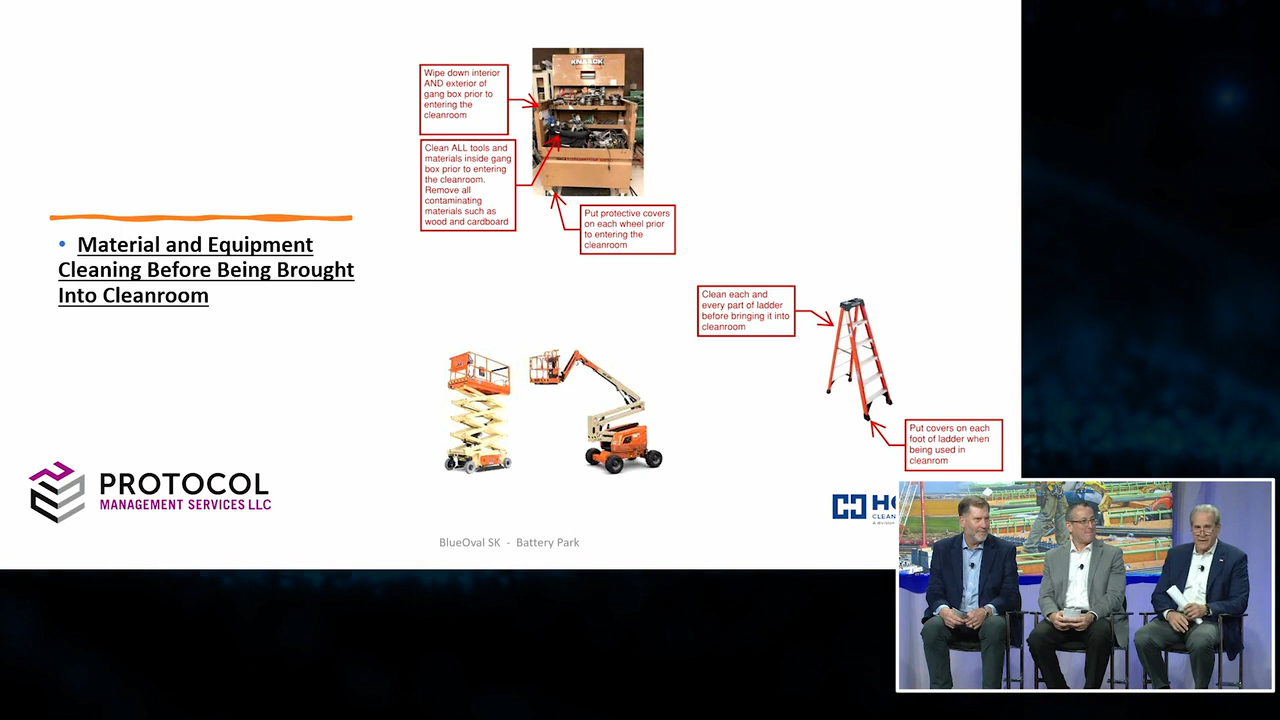 KNAACK
Wipe down interior
AND exterior of
gang box prior to
entering the
cleanroom
Clean ALL tools and
materials inside gang
box prior to entering
the cleanroom.
Remove all
contaminating
materials such as
wood and cardboard
Put protective covers
on each wheel prior
to entering the
cleanroom
• Material and Equipment
Cleaning Before Being Brought
Into Cleanroom
Clean each and
every part of ladder
before bringing it into
cleanroom
Put covers on each
foot of ladder when
being used in
cleanrom
PROTOCOL
MANAGEMENT SERVICES LLC
BlueOval SK - Battery Park